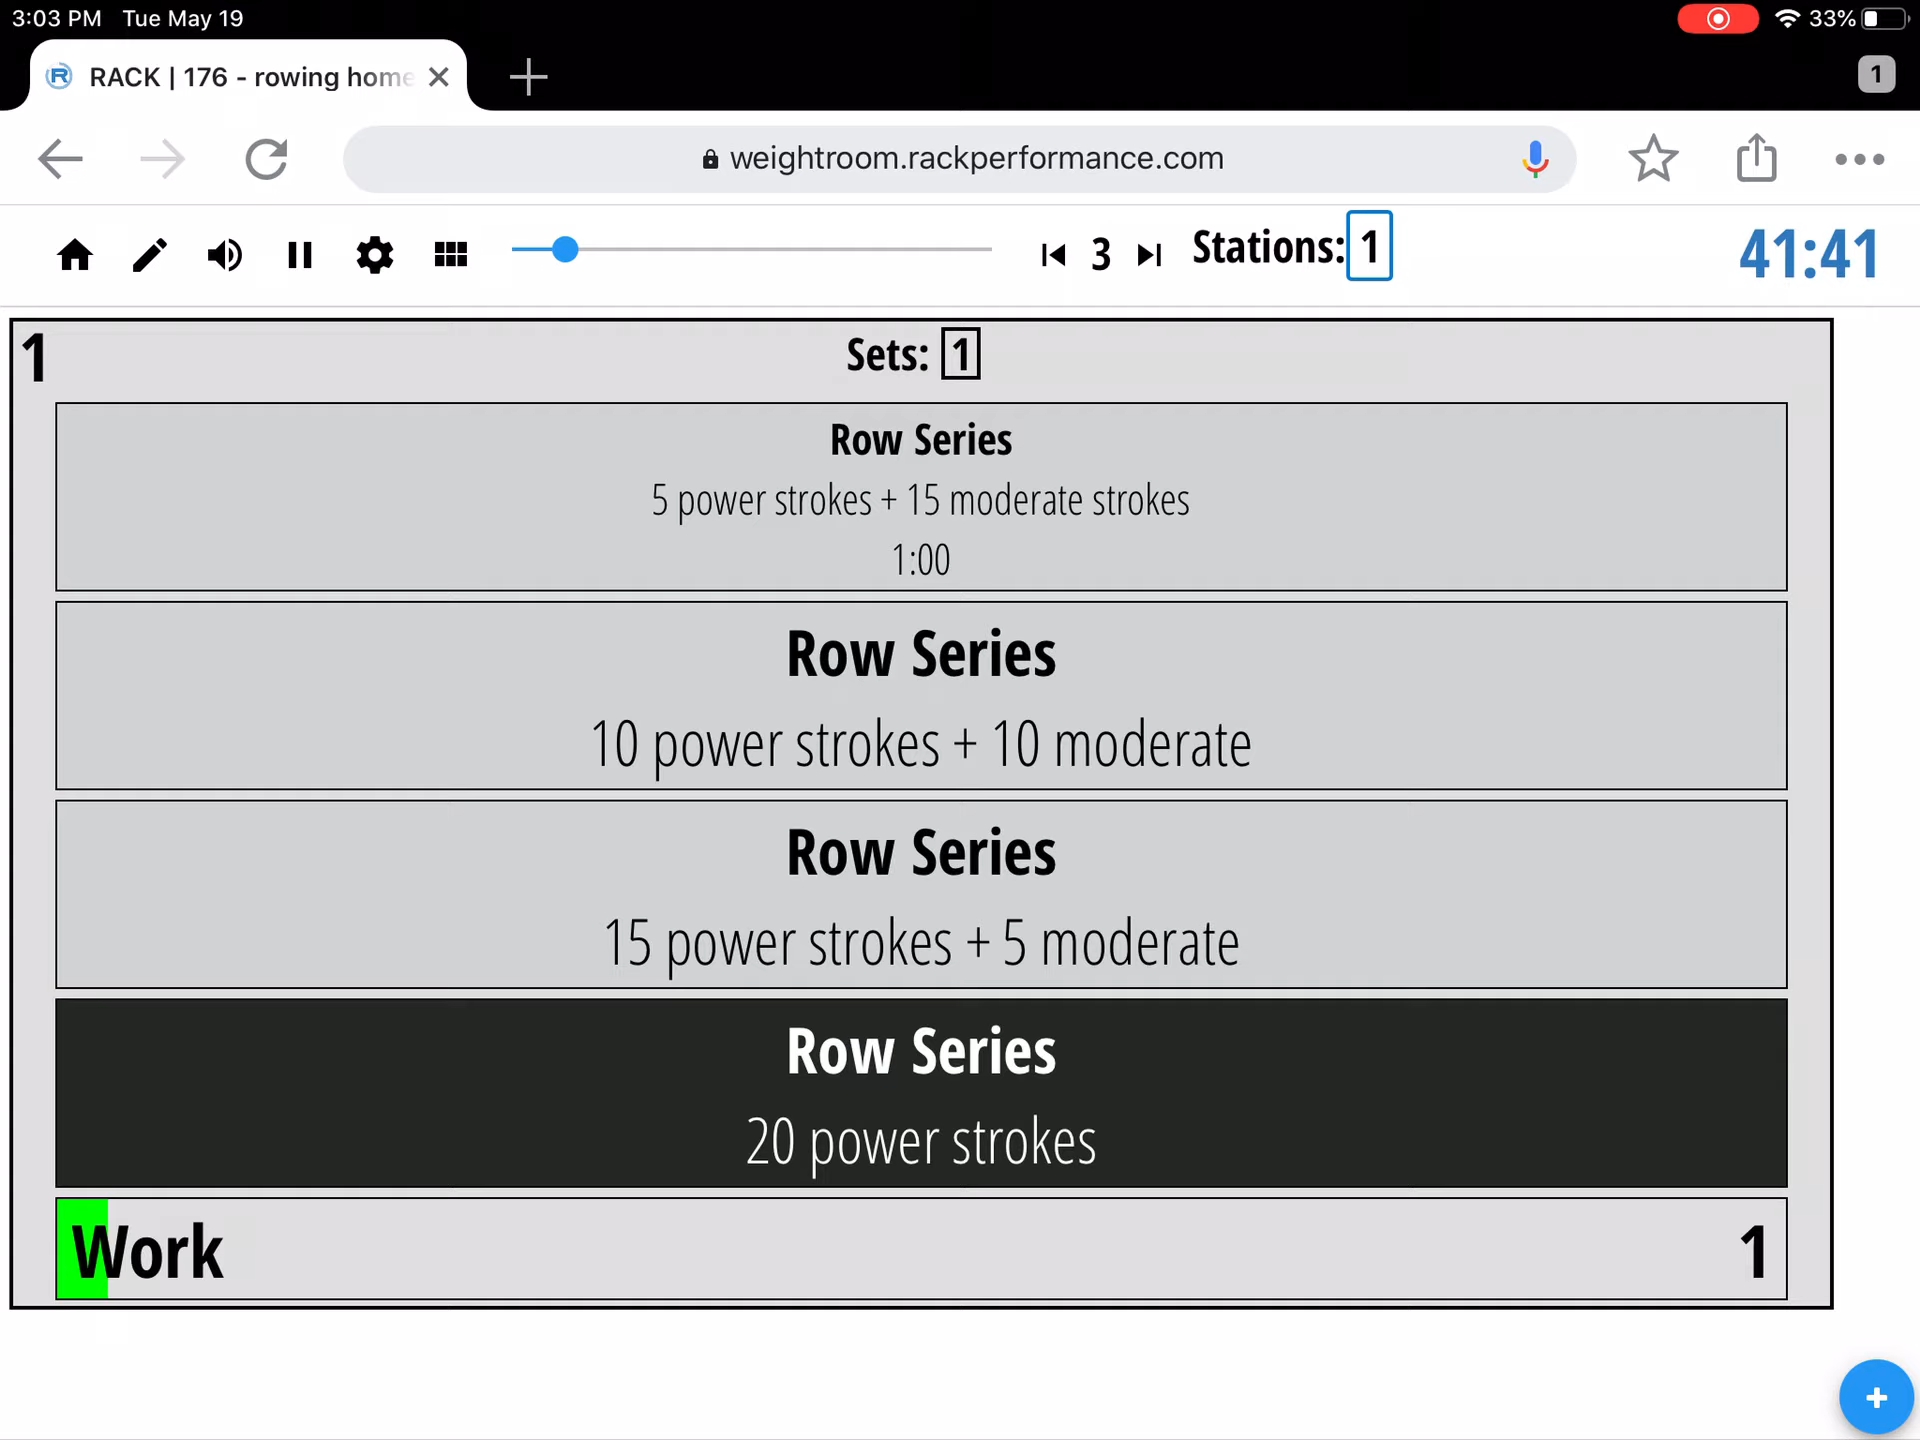 3:03 PM Tue May 19
33%
RACK | 176 - rowing home
1
weightroom.rackperformance.com
3
Stations: 1
41:41
1
Sets: 1
Row Series
5 power strokes + 15 moderate strokes
1:00
Row Series
10 power strokes + 10 moderate
Row Series
15 power strokes + 5 moderate
Row Series
20 power strokes
Work 1